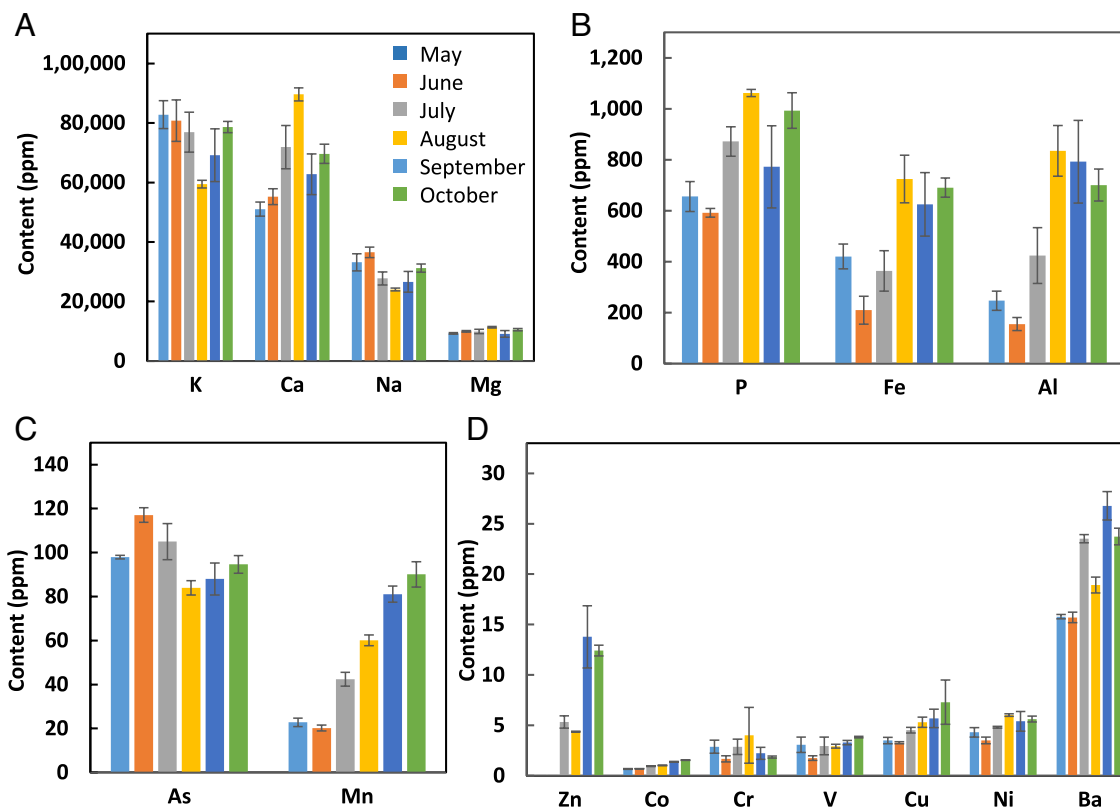 A
Content (ppm)
1,00,000
80,000
60,000
40,000
20,000
0
May
June
July
August
September
October
K Ca Na Mg
B
Content (ppm)
1,200
1,000
800
600
400
200
0
P Fe Al
C
Content (ppm)
140
120
100
80
60
40
20
0
As Mn
D
Content (ppm)
30
25
20
15
10
5
0
Zn Co Cr V Cu Ni Ba